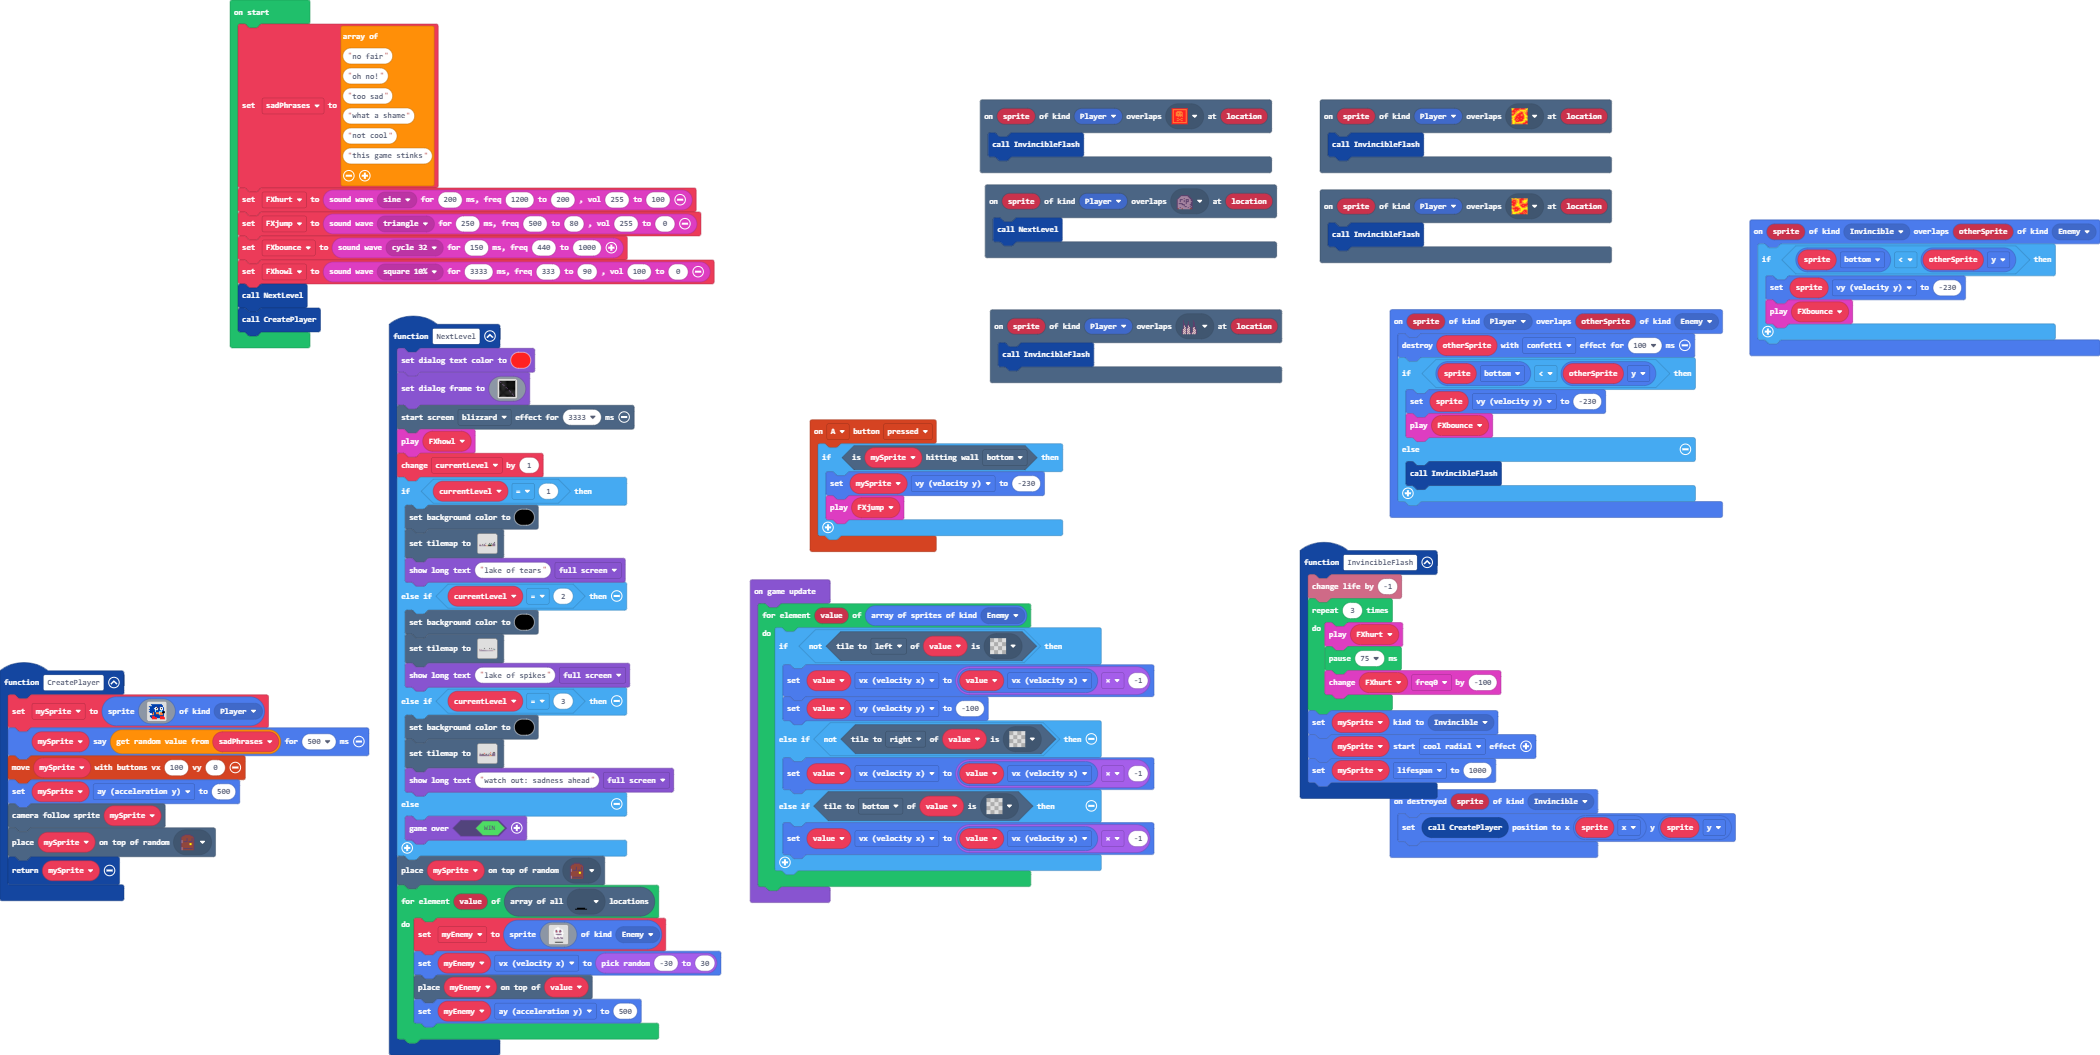 on start
set sadPhrases to
array of
"no fair"
"oh no!"
"too sad"
"what a shame"
"not cool"
"this game stinks"
set FXhurt to sound wave sine for 200 ms, freq 1200 to 200 , vol 255 to 100
set FXjump to sound wave triangle for 250 ms, freq 500 to 80 , vol 255 to 0
set FXbounce to sound wave cycle 32 for 150 ms, freq 440 to 1000
set FXhowl to sound wave square 10% for 3333 ms, freq 333 to 90 , vol 100 to 0
call NextLevel
call CreatePlayer
function CreatePlayer
set mySprite to sprite of kind Player
mySprite say get random value from sadPhrases for 500 ms
move mySprite with buttons vx 100 vy 0
set mySprite ay (acceleration y) to 500
camera follow sprite mySprite
place mySprite on top of random
return mySprite
function NextLevel
set dialog text color to
set dialog frame to
start screen blizzard effect for 3333 ms
play FXhowl
change currentLevel by 1
if currentLevel = 1 then
set background color to
set tilemap to
show long text "lake of tears" full screen
else if currentLevel = 2 then
set background color to
set tilemap to
show long text "lake of spikes" full screen
else if currentLevel = 3 then
set background color to
set tilemap to
show long text "watch out: sadness ahead" full screen
else
game over WIN
place mySprite on top of random
for element value of array of all locations
do
set myEnemy to sprite of kind Enemy
set myEnemy vx (velocity x) to pick random -30 to 30
place myEnemy on top of value
set myEnemy ay (acceleration y) to 500
on sprite of kind Player overlaps at location
call InvincibleFlash
on sprite of kind Player overlaps at location
call NextLevel
on sprite of kind Player overlaps at location
call InvincibleFlash
on A button pressed
if is mySprite hitting wall bottom then
set mySprite vy (velocity y) to -230
play FXjump
on game update
for element value of array of sprites of kind Enemy
do
if not tile to left of value is then
set value vx (velocity x) to value vx (velocity x) × -1
set value vy (velocity y) to -100
else if not tile to right of value is then
set value vx (velocity x) to value vx (velocity x) × -1
else if tile to bottom of value is then
set value vx (velocity x) to value vx (velocity x) × -1
on sprite of kind Player overlaps at location
call InvincibleFlash
on sprite of kind Player overlaps at location
call InvincibleFlash
on sprite of kind Player overlaps otherSprite of kind Enemy
destroy otherSprite with confetti effect for 100 ms
if sprite bottom < otherSprite y then
set sprite vy (velocity y) to -230
play FXbounce
else
call InvincibleFlash
function InvincibleFlash
change life by -1
repeat 3 times
do
play FXhurt
pause 75 ms
change FXhurt freq0 by -100
set mySprite kind to Invincible
mySprite start cool radial effect
set mySprite lifespan to 1000
on destroyed sprite of kind Invincible
set call CreatePlayer position to x sprite x y sprite y
on sprite of kind Invincible overlaps otherSprite of kind Enemy
if sprite bottom < otherSprite y then
set sprite vy (velocity y) to -230
play FXbounce